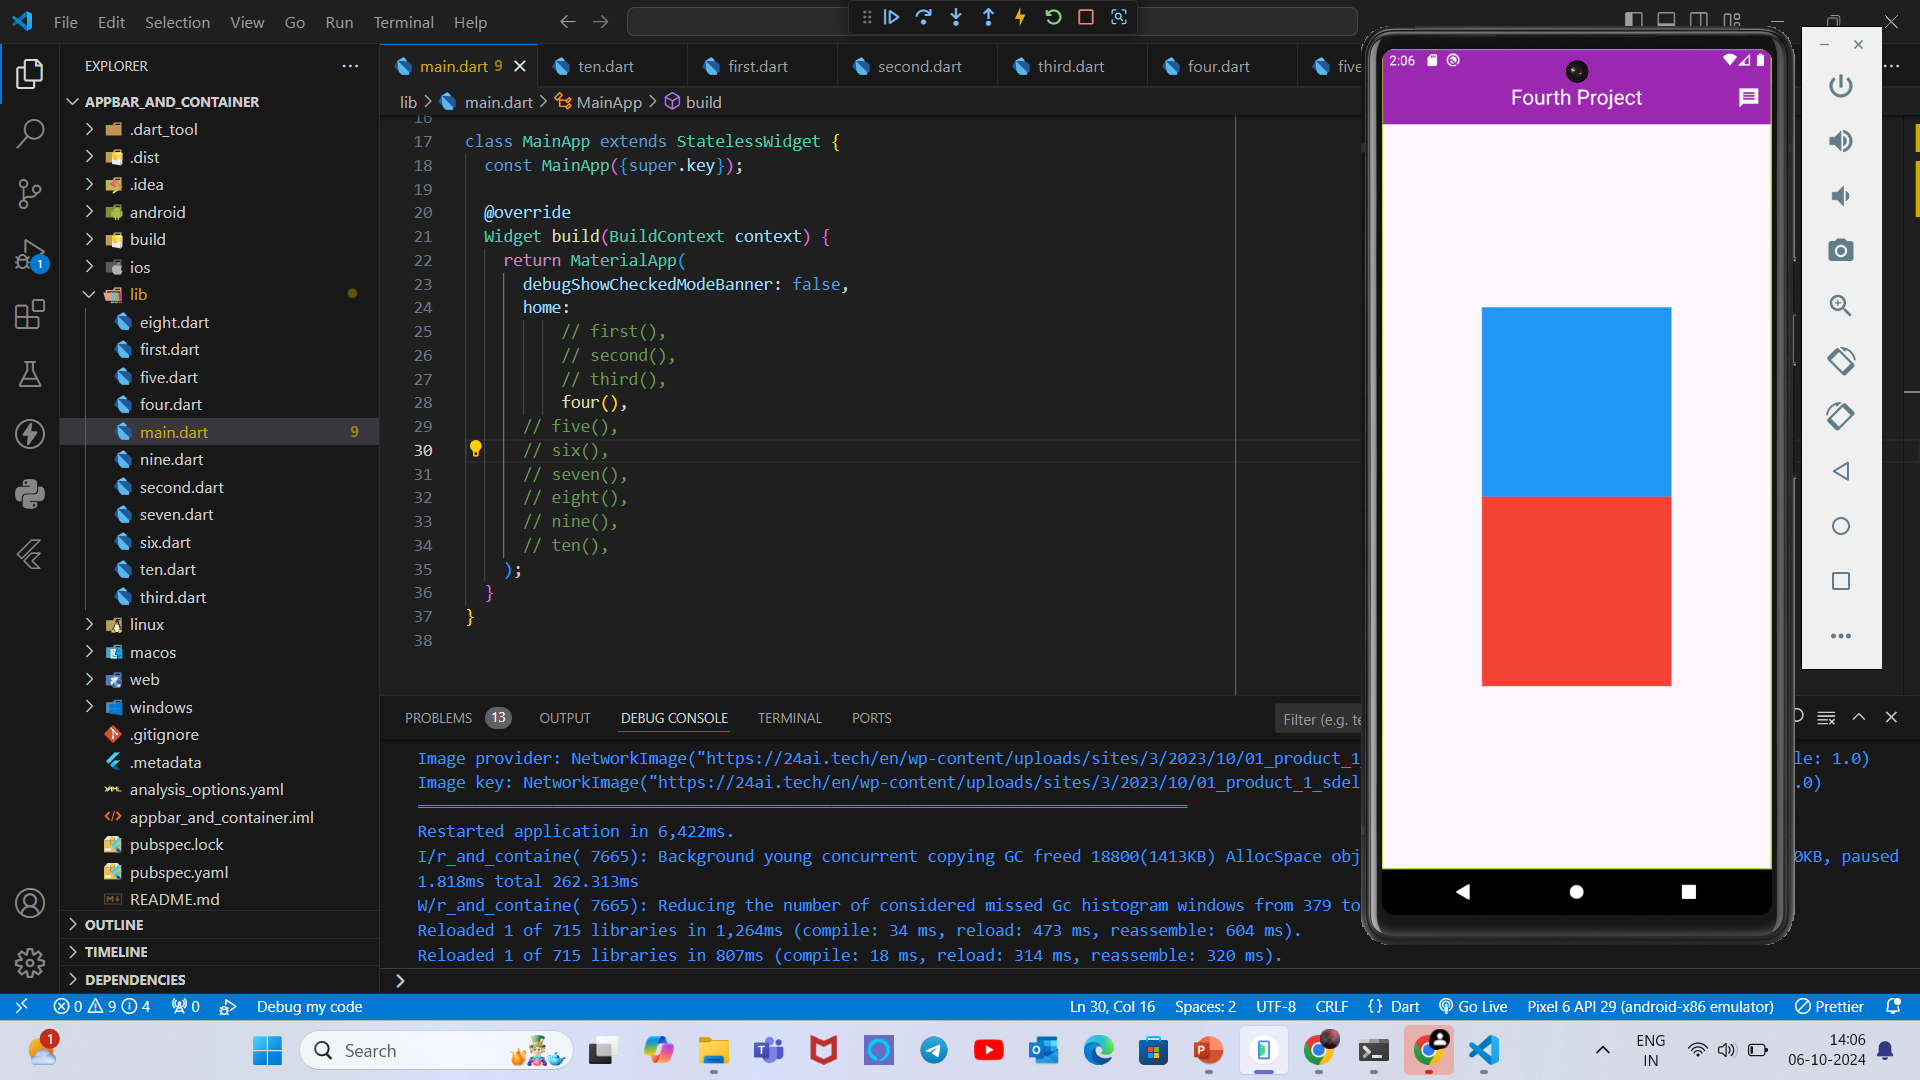 File Edit Selection View Go Run Terminal Help
EXPLORER
APPBAR_AND_CONTAINER
.dart_tool
.dist
.idea
android
build
ios
lib
eight.dart
first.dart
five.dart
four.dart
main.dart 9
nine.dart
second.dart
seven.dart
six.dart
ten.dart
third.dart
linux
macos
web
windows
.gitignore
.metadata
analysis_options.yaml
appbar_and_container.iml
pubspec.lock
pubspec.yaml
README.md
OUTLINE
TIMELINE
DEPENDENCIES
1
main.dart 9 ten.dart first.dart second.dart third.dart four.dart five
lib > main.dart > MainApp > build
16
17 class MainApp extends StatelessWidget {
18 const MainApp({super.key});
19
20 @override
21 Widget build(BuildContext context) {
22 return MaterialApp(
23 debugShowCheckedModeBanner: false,
24 home:
25 // first(),
26 // second(),
27 // third(),
28 four(),
29 // five(),
30 // six(),
31 // seven(),
32 // eight(),
33 // nine(),
34 // ten(),
35 );
36 }
37 }
38
PROBLEMS 13 OUTPUT DEBUG CONSOLE TERMINAL PORTS Filter (e.g. te
Image provider: NetworkImage("https://24ai.tech/en/wp-content/uploads/sites/3/2023/10/01_product_1_ le: 1.0)
Image key: NetworkImage("https://24ai.tech/en/wp-content/uploads/sites/3/2023/10/01_product_1_sdel .0)
Restarted application in 6,422ms.
I/r_and_containe( 7665): Background young concurrent copying GC freed 18800(1413KB) AllocSpace obj 0KB, paused
1.818ms total 262.313ms
W/r_and_containe( 7665): Reducing the number of considered missed Gc histogram windows from 379 to
Reloaded 1 of 715 libraries in 1,264ms (compile: 34 ms, reload: 473 ms, reassemble: 604 ms).
Reloaded 1 of 715 libraries in 807ms (compile: 18 ms, reload: 314 ms, reassemble: 320 ms).
2:06
Fourth Project
0 9 4 0 Debug my code Ln 30, Col 16 Spaces: 2 UTF-8 CRLF {} Dart Go Live Pixel 6 API 29 (android-x86 emulator) Prettier
1
Search
ENG
IN
14:06
06-10-2024